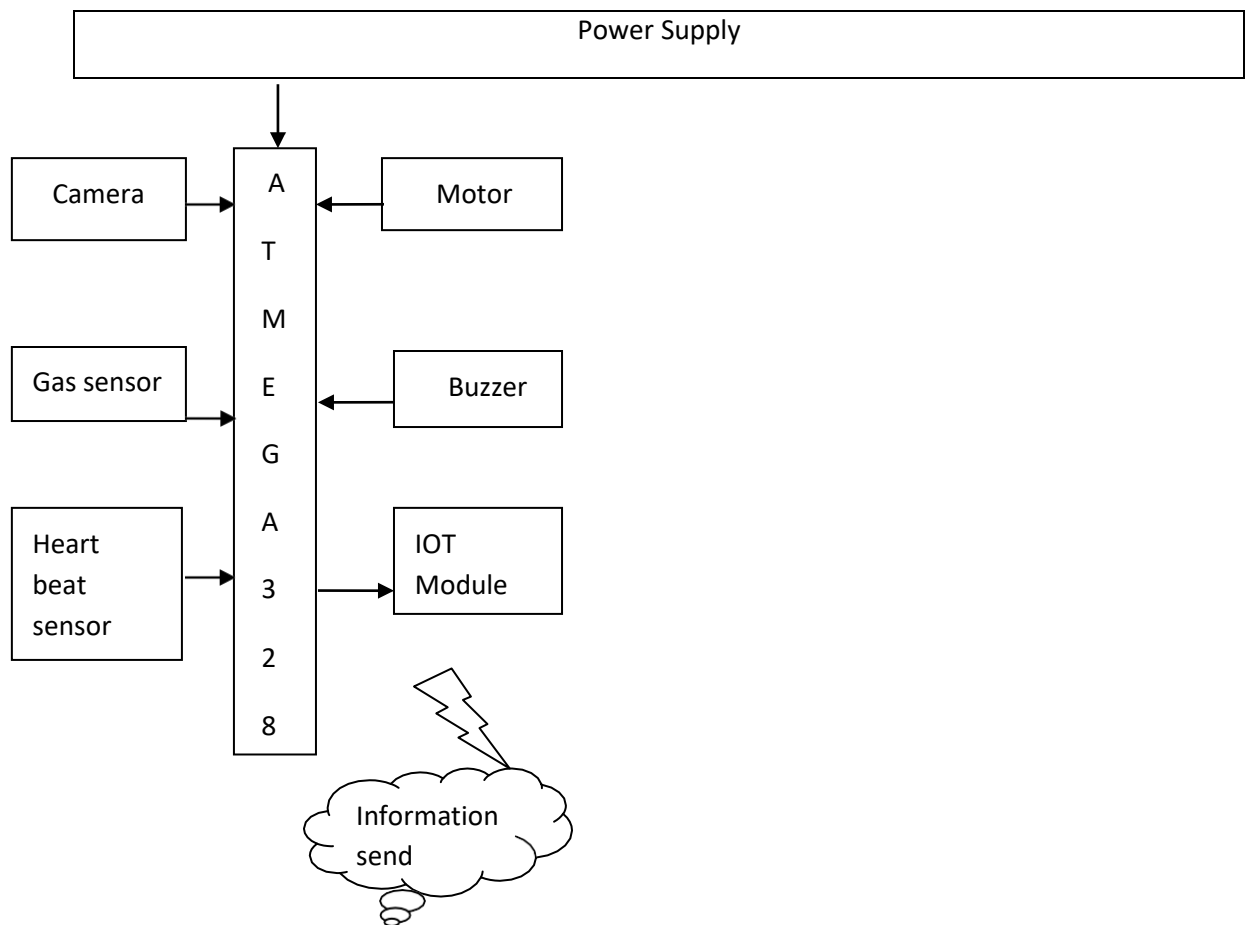 Power Supply
Camera
A
Motor
T
M
Gas sensor
E
Buzzer
G
A
Heart
beat
sensor
3
IOT
Module
2
8
Information
send